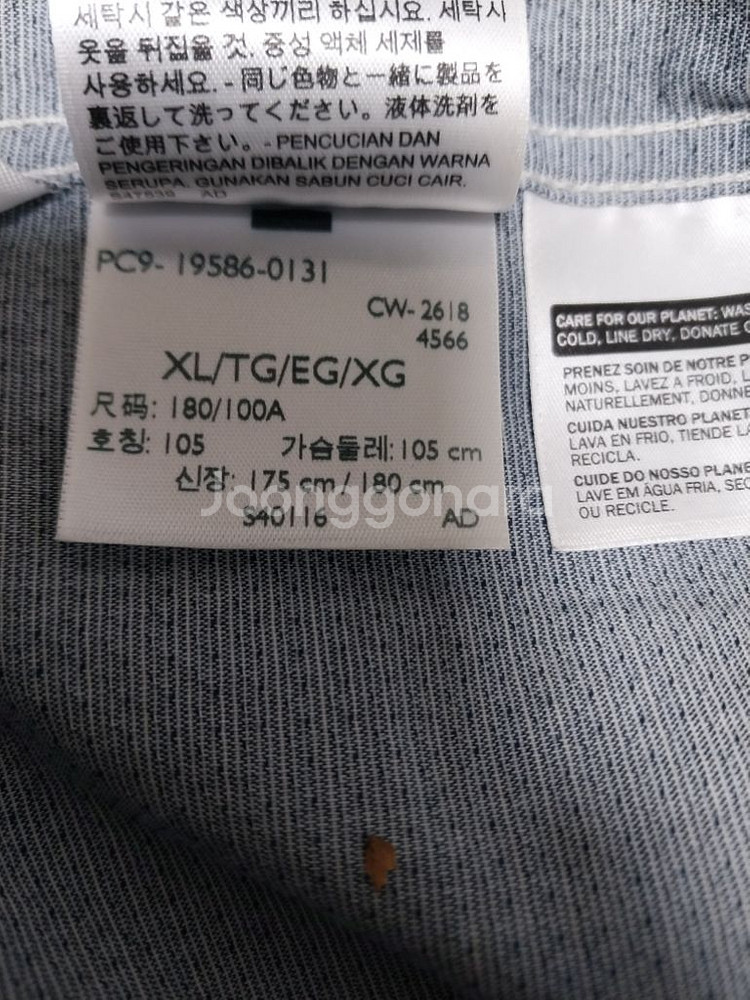 세탁시 같은 색상끼리 하십시요. 세탁시
옷을 뒤집을 것. 중성 액체 세제를
사용하세요. - 同じ色物と一緒に製品を
裏返して洗ってください。液体洗剤を
ご使用下さい。- PENCUCIAN DAN
PENGERINGAN DIBALIK DENGAN WARNA
SERUPA. GUNAKAN SABUN CUCI CAIR.
AD
PC9- 19586-0131
CW- 2618
4566
XL/TG/EG/XG
尺码: 180/100A
호칭: 105 가슴둘레: 105 cm
신장: 175 cm / 180 cm
Joonggonara
S40116 AD
CARE FOR OUR PLANET: WAS
COLD, LINE DRY, DONATE O
PRENEZ SOIN DE NOTRE P
MOINS, LAVEZ A FROID, L
NATURELLEMENT, DONNE
CUIDA NUESTRO PLANET
LAVA EN FRIO, TIENDE LA
RECICLA.
CUIDE DO NOSSO PLANE
LAVE EM ÁGUA FRIA, SEC
OU RECICLE.